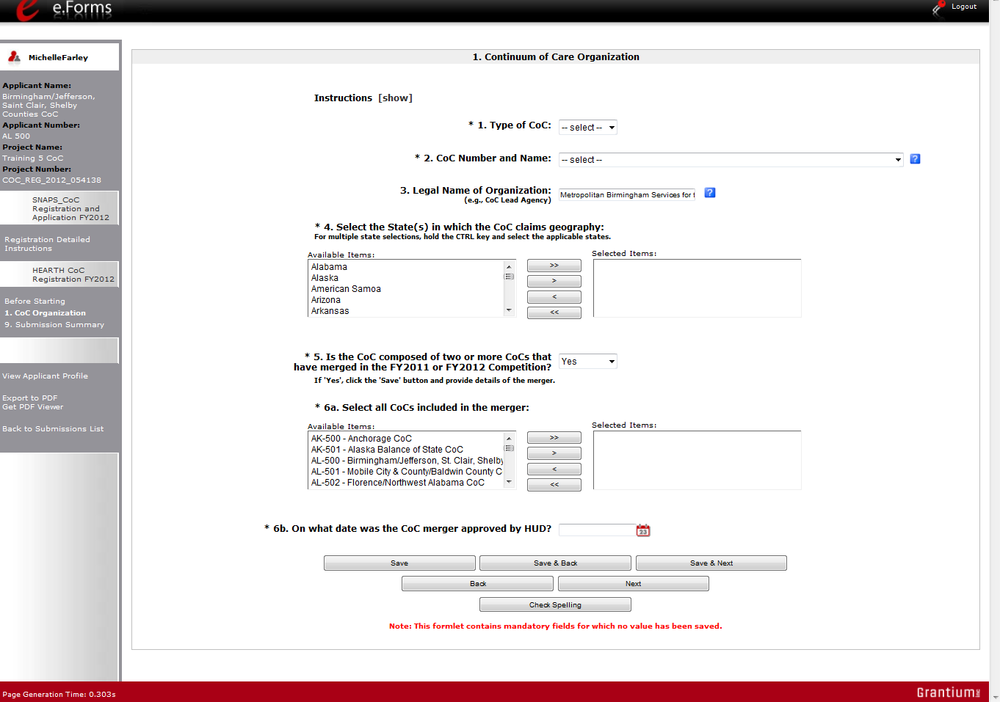 e.Forms
Logout
MichelleFarley
Applicant Name:
Birmingham/Jefferson,
Saint Clair, Shelby
Counties CoC
Applicant Number:
AL 500
Project Name:
Training 5 CoC
Project Number:
COC_REG_2012_054138
SNAPS_CoC
Registration and
Application FY2012
Registration Detailed
Instructions
HEARTH CoC
Registration FY2012
Before Starting
1. CoC Organization
9. Submission Summary
View Applicant Profile
Export to PDF
Get PDF Viewer
Back to Submissions List
1. Continuum of Care Organization
Instructions [show]
* 1. Type of CoC: -- select --
* 2. CoC Number and Name: -- select -- ?
3. Legal Name of Organization: Metropolitan Birmingham Services for ?
(e.g., CoC Lead Agency)
* 4. Select the State(s) in which the CoC claims geography:
For multiple state selections, hold the CTRL key and select the applicable states.
Available Items: Selected Items:
Alabama
Alaska
American Samoa
Arizona
Arkansas
>>
>
<
<<
* 5. Is the CoC composed of two or more CoCs that
have merged in the FY2011 or FY2012 Competition? Yes
If 'Yes', click the 'Save' button and provide details of the merger.
* 6a. Select all CoCs included in the merger:
Available Items: Selected Items:
AK-500 - Anchorage CoC
AK-501 - Alaska Balance of State CoC
AL-500 - Birmingham/Jefferson, St. Clair, Shelby
AL-501 - Mobile City & County/Baldwin County C
AL-502 - Florence/Northwest Alabama CoC
>>
>
<
<<
* 6b. On what date was the CoC merger approved by HUD? 23
Save Save & Back Save & Next
Back Next
Check Spelling
Note: This formlet contains mandatory fields for which no value has been saved.
Page Generation Time: 0.303s
Grantium inc